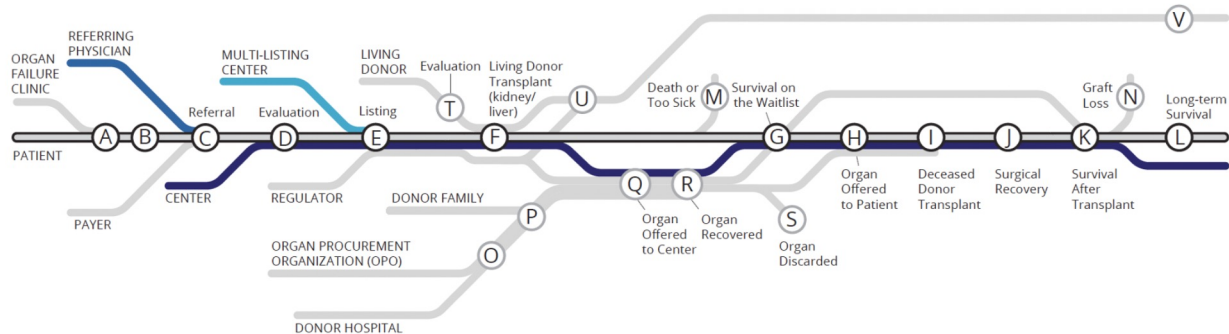 REFERRING
PHYSICIAN
ORGAN
FAILURE
CLINIC
MULTI-LISTING
CENTER
LIVING
DONOR
Evaluation
Living Donor
Transplant
(kidney/
liver)
Death or
Too Sick
Survival on
the Waitlist
Graft
Loss
Long-term
Survival
Referral
Evaluation
Listing
V
T
U
M
N
A
B
C
D
E
F
G
H
I
J
K
L
PATIENT
CENTER
REGULATOR
PAYER
DONOR FAMILY
P
Q
R
S
Organ
Offered
to Center
Organ
Recovered
Organ
Discarded
Organ
Offered
to Patient
Deceased
Donor
Transplant
Surgical
Recovery
Survival
After
Transplant
ORGAN PROCUREMENT
ORGANIZATION (OPO)
O
DONOR HOSPITAL